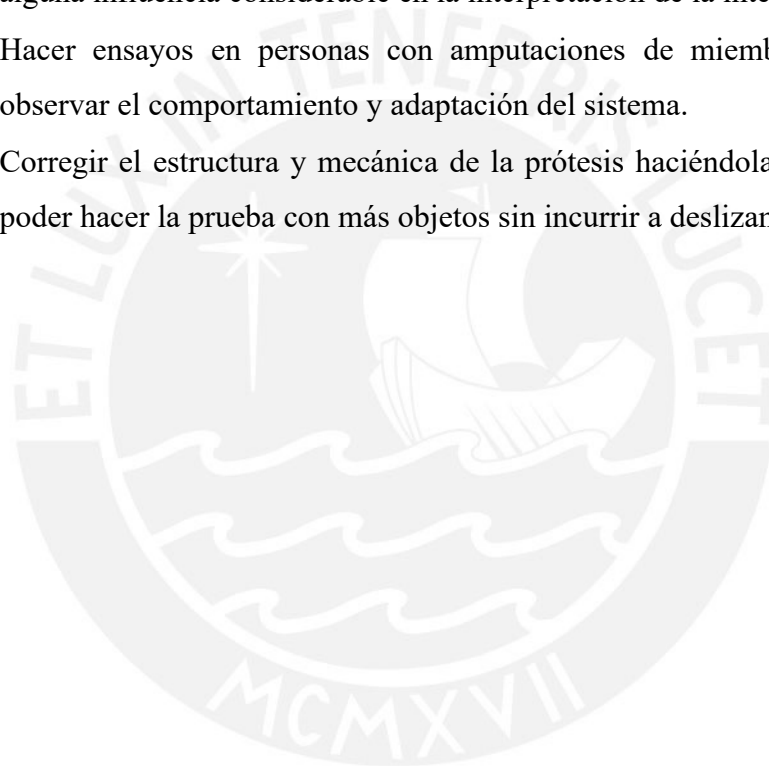 alguna influencia considerable en la interpretación de la
Hacer ensayos en personas con amputaciones de
observar el comportamiento y adaptación del sistema.
Corregir el estructura y mecánica de la prótesis haciéndola
poder hacer la prueba con más objetos sin incurrir a
ET LUX IN TENEBRIS LUCET
MCMXVII